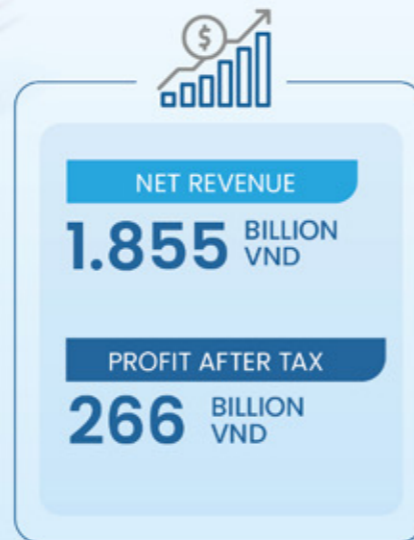 $
NET REVENUE
1.855 BILLION
VND
PROFIT AFTER TAX
266 BILLION
VND